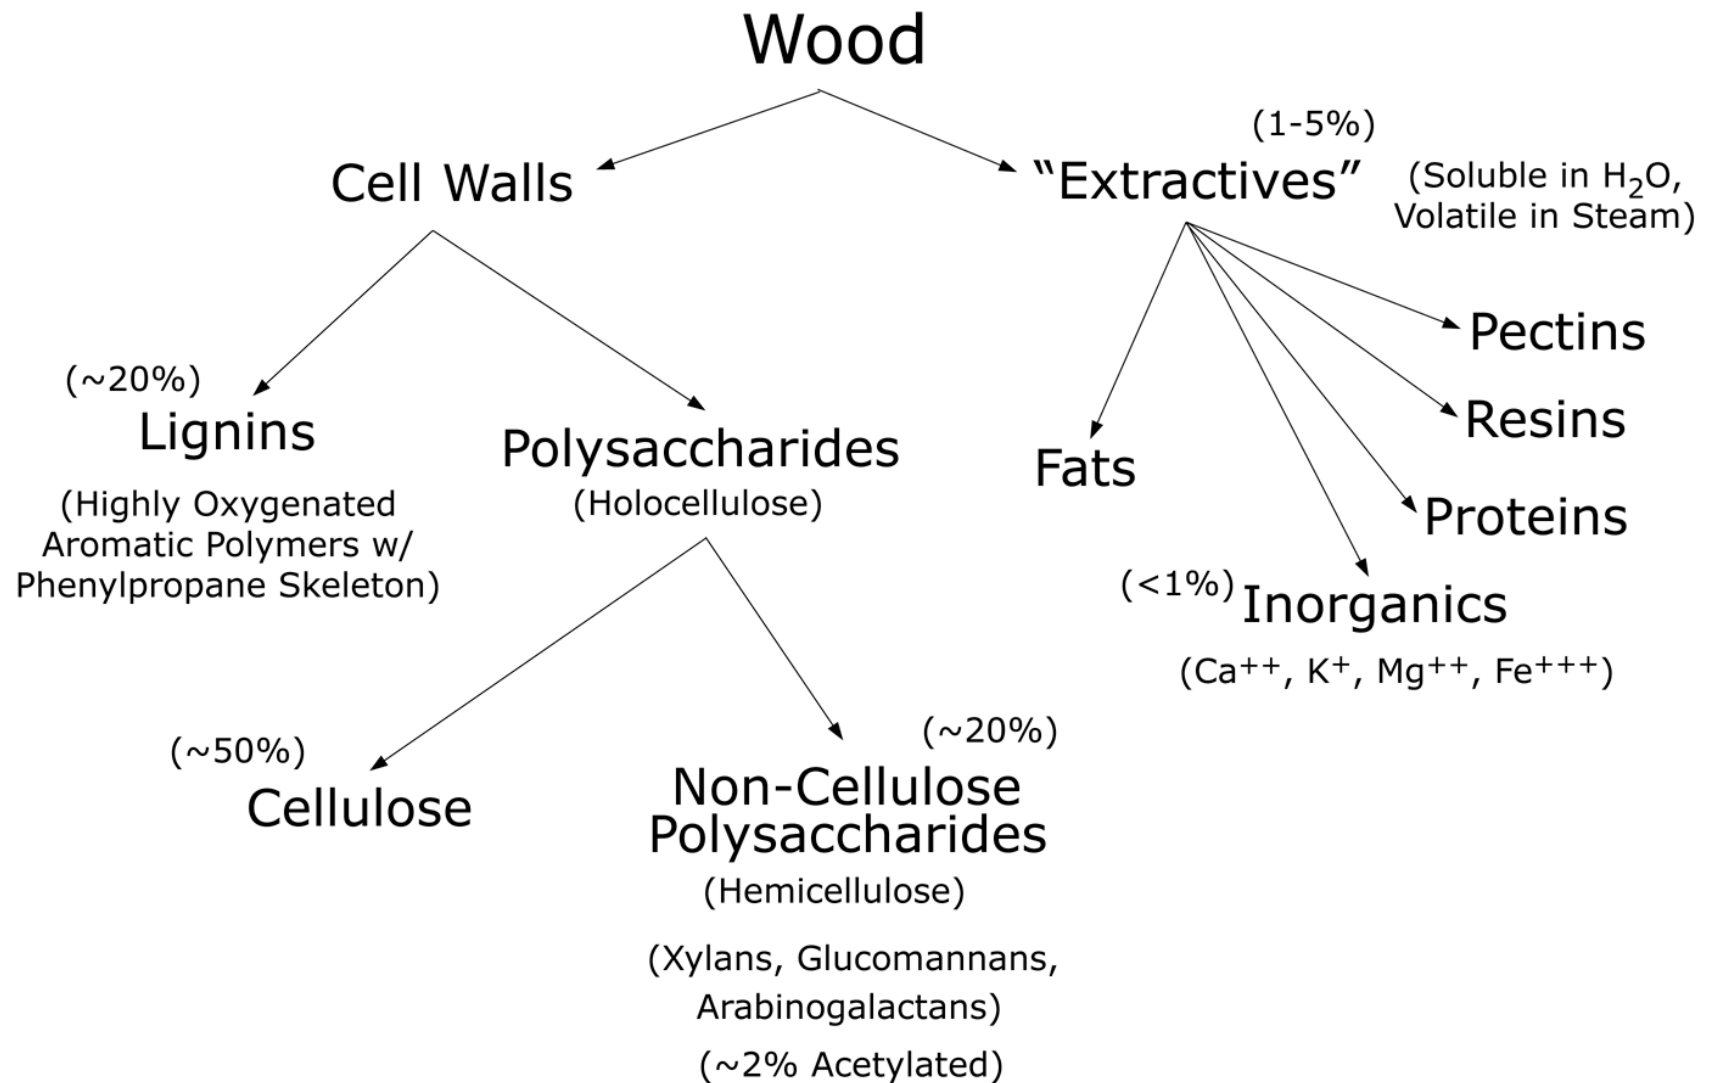 Wood
Cell Walls
(1-5%)
“Extractives”
(Soluble in H₂O,
Volatile in Steam)
(~20%)
Lignins
(Highly Oxygenated
Aromatic Polymers w/
Phenylpropane Skeleton)
Polysaccharides
(Holocellulose)
Fats
Pectins
Resins
Proteins
(<1%)
Inorganics
(Ca⁺⁺, K⁺, Mg⁺⁺, Fe⁺⁺⁺)
(~50%)
Cellulose
(~20%)
Non-Cellulose
Polysaccharides
(Hemicellulose)
(Xylans, Glucomannans,
Arabinogalactans)
(~2% Acetylated)